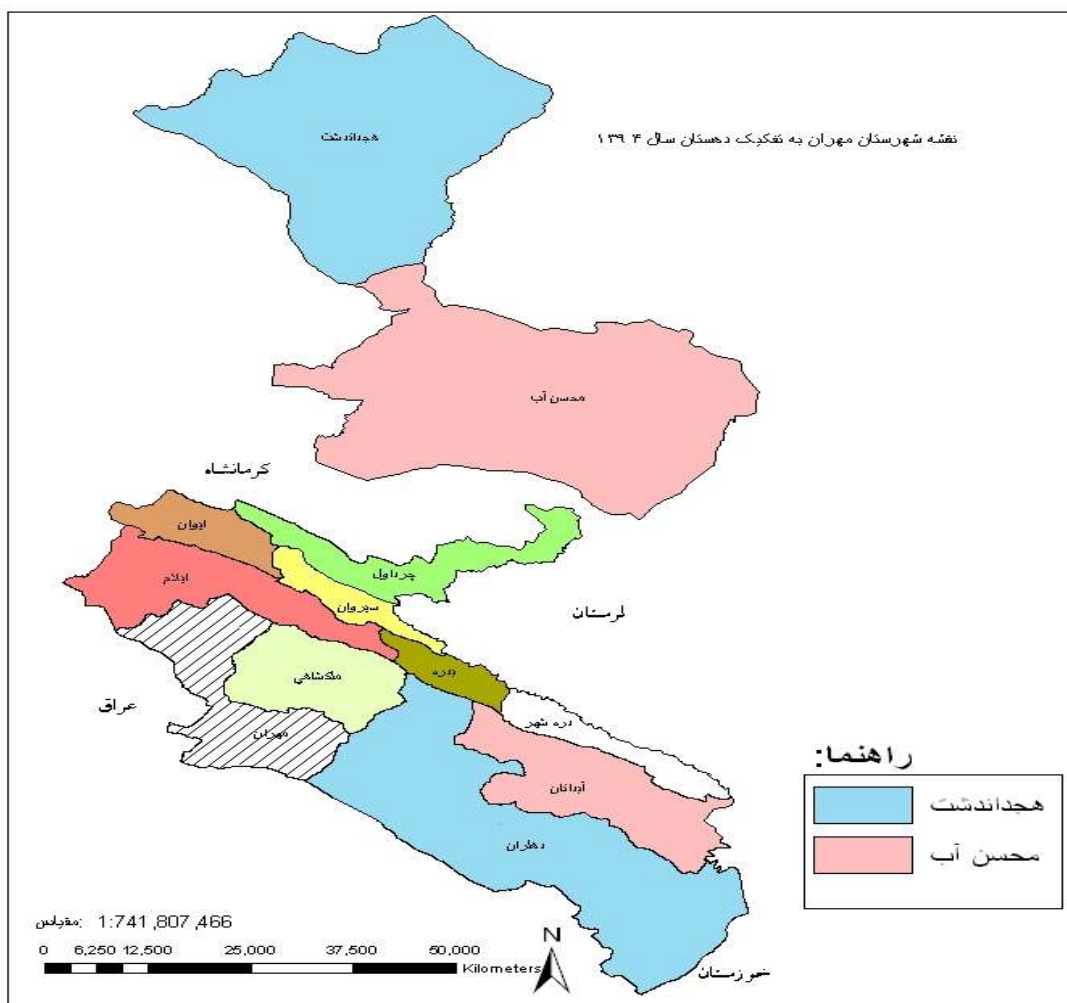 نقشه شهرستان مهران به تفکیک دهستان سال ۱۳۹۴
هجداندشت
محسن آب
کرمانشاه
ایوان
چرداول
ایلام
سیروان
لرستان
بدره
ملکشاهي
عراق
دره شهر
مهران
آبدانان
دهلران
راهنما:
هجداندشت
محسن آب
مقیاس: 1:741,807,466
0 6,250 12,500 25,000 37,500 50,000
Kilometers
N
خوزستان